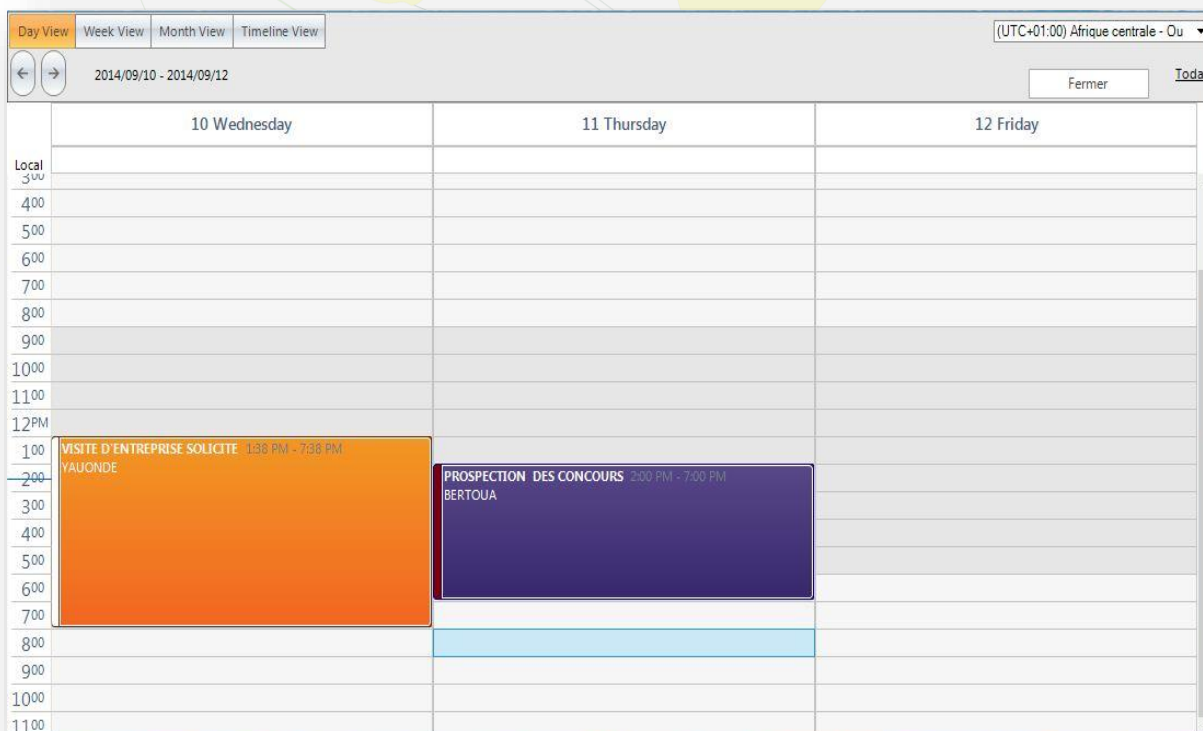 Day View Week View Month View Timeline View
(UTC+01:00) Afrique centrale - Ou
2014/09/10 - 2014/09/12
Fermer
Toda
10 Wednesday 11 Thursday 12 Friday
Local
300
400
500
600
700
800
900
1000
1100
12PM
100
VISITE D'ENTREPRISE SOLICITE 1:38 PM - 7:38 PM
YAUONDE
200
PROSPECTION DES CONCOURS 2:00 PM - 7:00 PM
BERTOUA
300
400
500
600
700
800
900
1000
1100